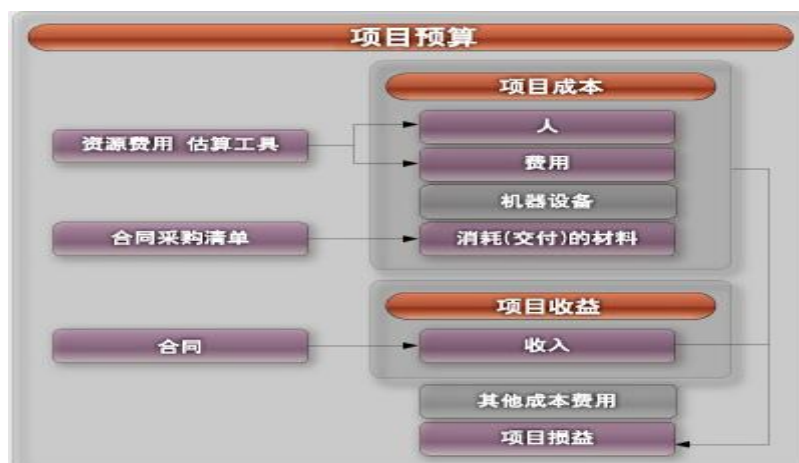 项目预算
项目成本
人
资源费用 估算工具
费用
机器设备
合同采购清单
消耗(交付)的材料
项目收益
合同
收入
其他成本费用
项目损益